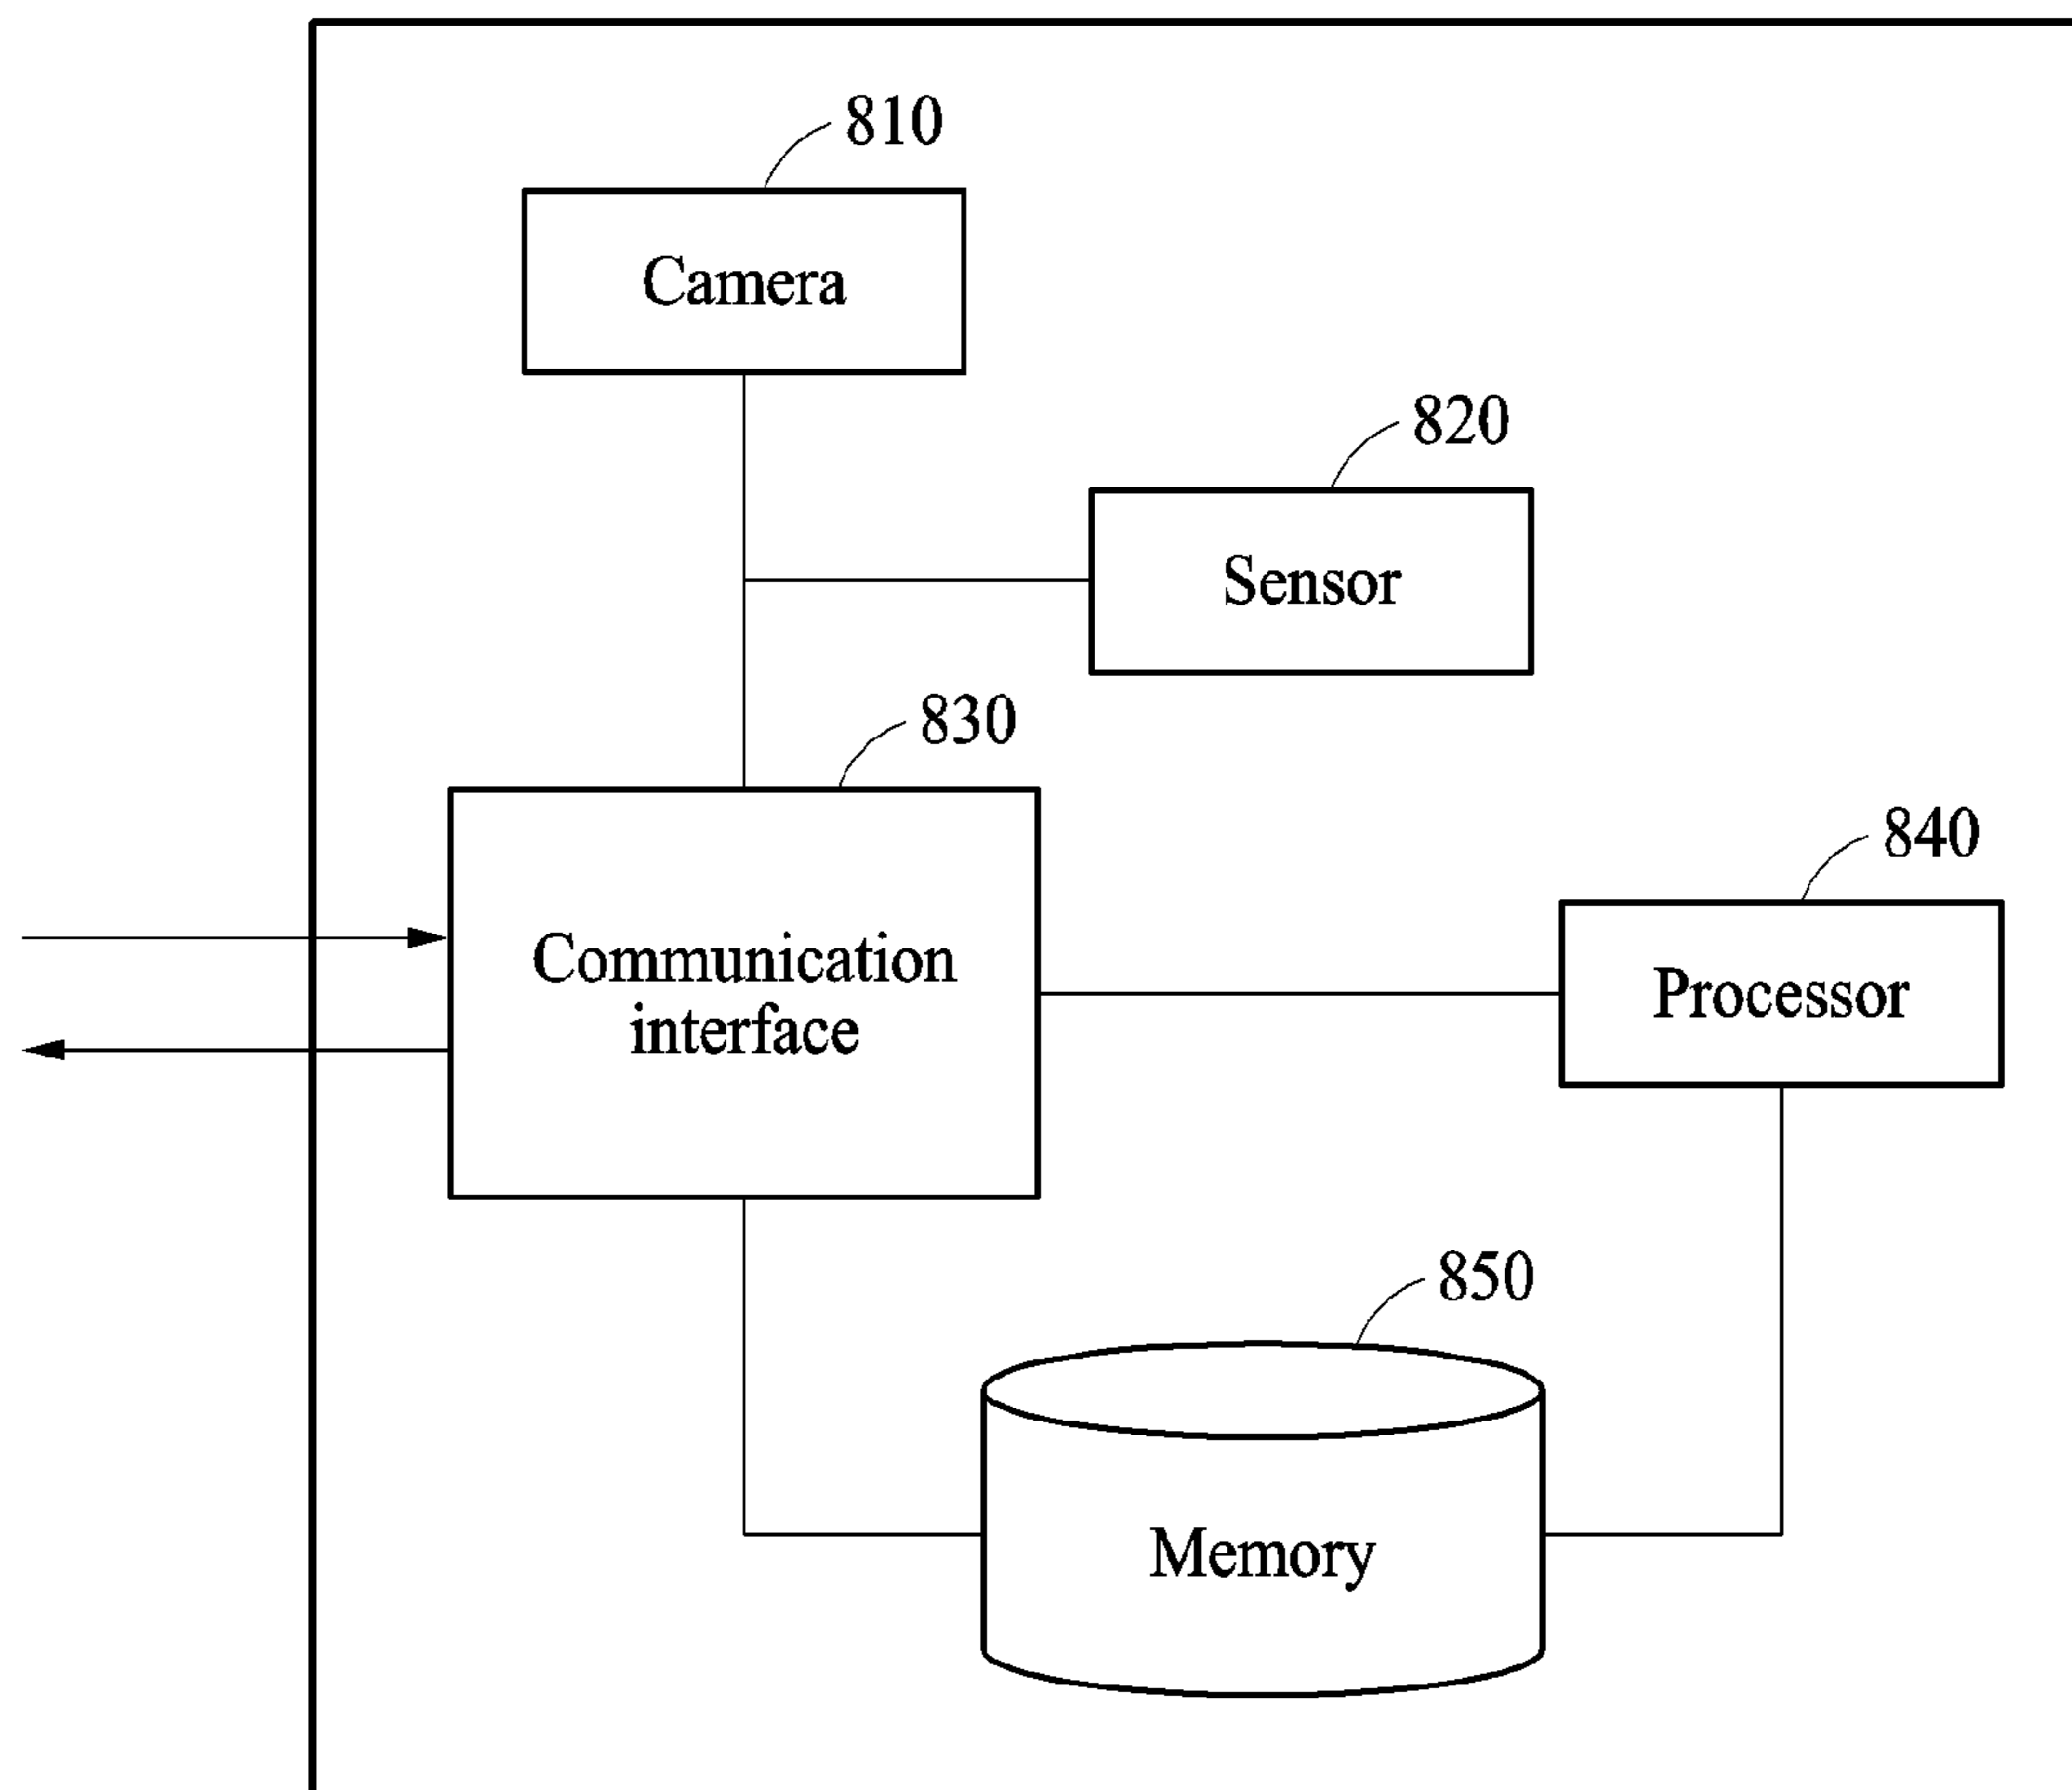 810
Camera
820
Sensor
830
Communication
interface
840
Processor
850
Memory